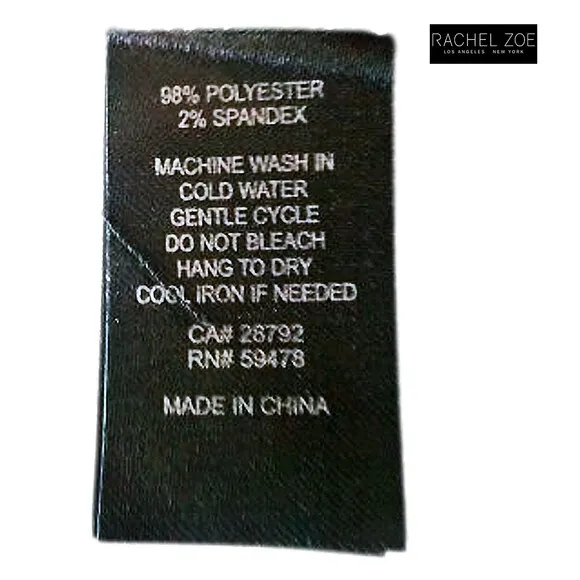 RACHEL ZOE
LOS ANGELES NEW YORK
98% POLYESTER
2% SPANDEX
MACHINE WASH IN
COLD WATER
GENTLE CYCLE
DO NOT BLEACH
HANG TO DRY
COOL IRON IF NEEDED
CA# 28792
RN# 59478
MADE IN CHINA